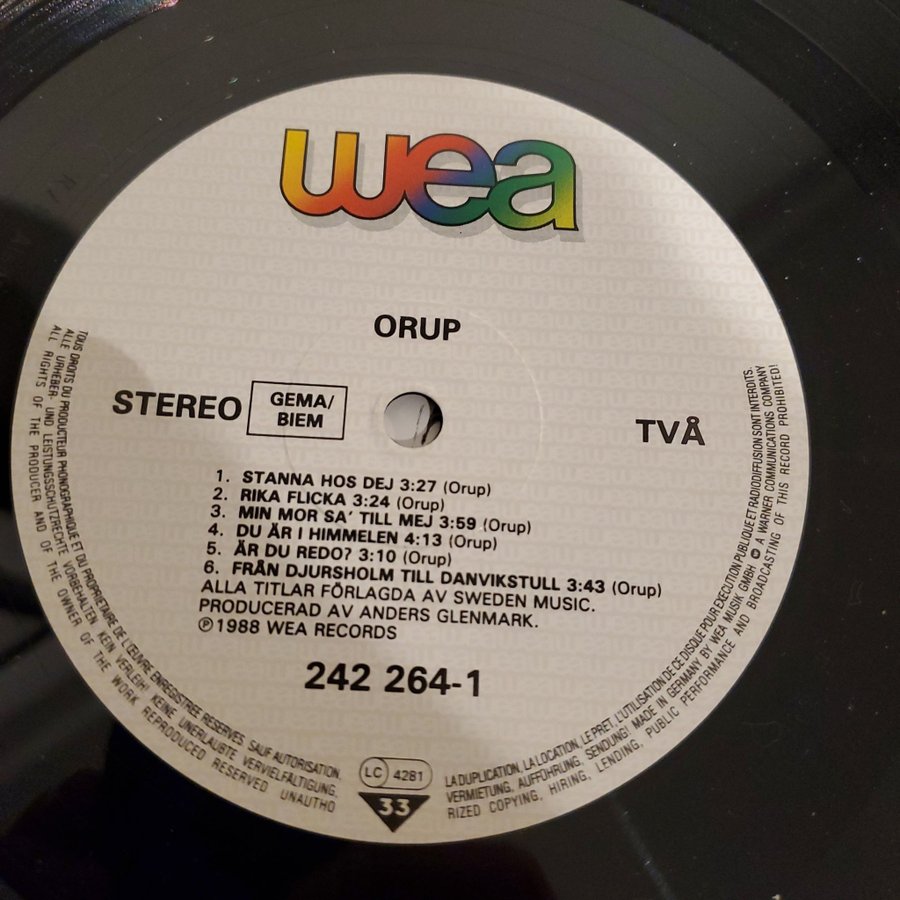 wea
ORUP
STEREO
GEMA/
BIEM
TVÅ
1. STANNA HOS DEJ 3:27 (Orup)
2. RIKA FLICKA 3:24 (Orup)
3. MIN MOR SA' TILL MEJ 3:59 (Orup)
4. DU ÄR I HIMMELEN 4:13 (Orup)
5. ÄR DU REDO? 3:10 (Orup)
6. FRÅN DJURSHOLM TILL DANVIKSTULL 3:43 (Orup)
ALLA TITLAR FÖRLAGDA AV SWEDEN MUSIC.
PRODUCERAD AV ANDERS GLENMARK.
℗1988 WEA RECORDS
242 264-1
LC 4281
33
TOUS DROITS DU PRODUCTEUR PHONOGRAPHIQUE ET DU PROPRIETAIRE DE L'ŒUVRE ENREGISTREE RESERVES. SAUF AUTORISATION,
LA DUPLICATION, LA LOCATION, LE PRET, L'UTILISATION DE CE DISQUE POUR EXECUTION PUBLIQUE ET RADIODIFFUSION SONT INTERDITS.
ALLE URHEBER- UND LEISTUNGSSCHUTZRECHTE VORBEHALTEN KEIN VERLEIH! KEINE UNERLAUBTE VERVIELFÄLTIGUNG,
VERMIETUNG, AUFFÜHRUNG, SENDUNG! MADE IN GERMANY BY WEA MUSIK GMBH © A WARNER COMMUNICATIONS COMPANY
ALL RIGHTS OF THE PRODUCER AND OF THE OWNER OF THE WORK REPRODUCED RESERVED UNAUTHO
RIZED COPYING, HIRING, LENDING, PUBLIC PERFORMANCE AND BROADCASTING OF THIS RECORD PROHIBITED!